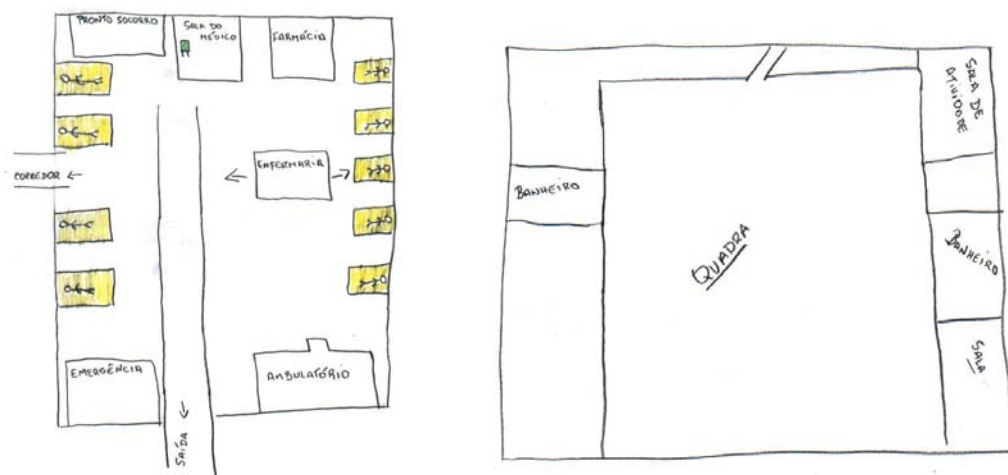 PRONTO SOCORRO
SALA DO
MÉDICO
FARMÁCIA
ENFERMARIA
CORREDOR
EMERGÊNCIA
AMBULATÓRIO
SAÍDA
SALA DE
ATIVIDADE
BANHEIRO
QUADRA
BANHEIRO
SALA